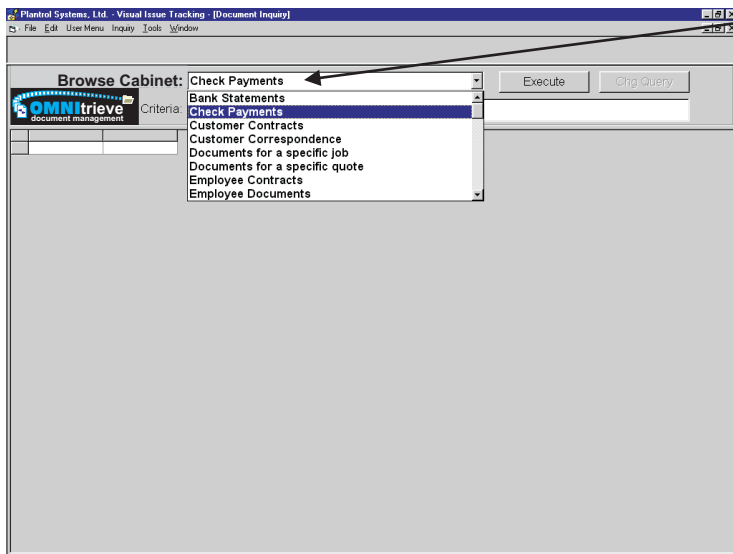 Plantrol Systems, Ltd. - Visual Issue Tracking - [Document Inquiry]
File Edit User Menu Inquiry Tools Window
Browse Cabinet: Check Payments Execute Chg Query
OMNItrieve
document management
Criteria:
Bank Statements
Check Payments
Customer Contracts
Customer Correspondence
Documents for a specific job
Documents for a specific quote
Employee Contracts
Employee Documents